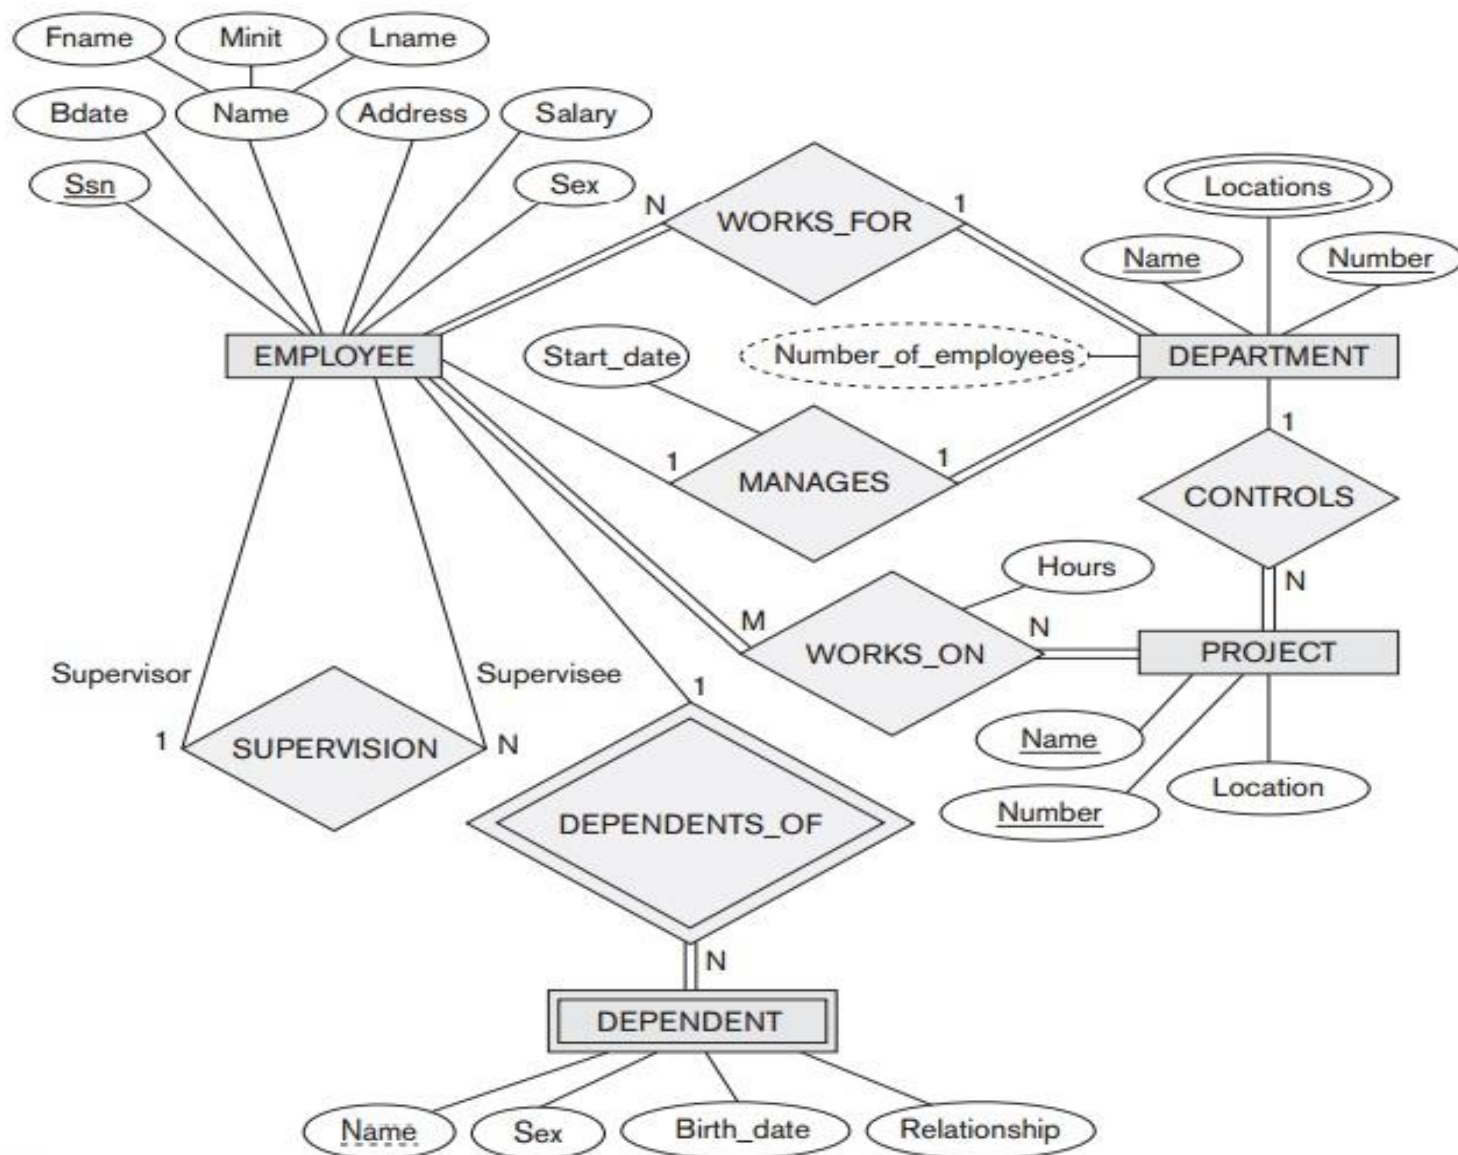 Fname
Minit
Lname
Bdate
Name
Address
Salary
Ssn
Sex
N
WORKS_FOR
1
Locations
Name
Number
EMPLOYEE
Start_date
Number_of_employees
DEPARTMENT
1
MANAGES
1
1
CONTROLS
N
Hours
M
WORKS_ON
N
PROJECT
Supervisor
Supervisee
1
SUPERVISION
N
1
Name
Number
Location
DEPENDENTS_OF
N
DEPENDENT
Name
Sex
Birth_date
Relationship